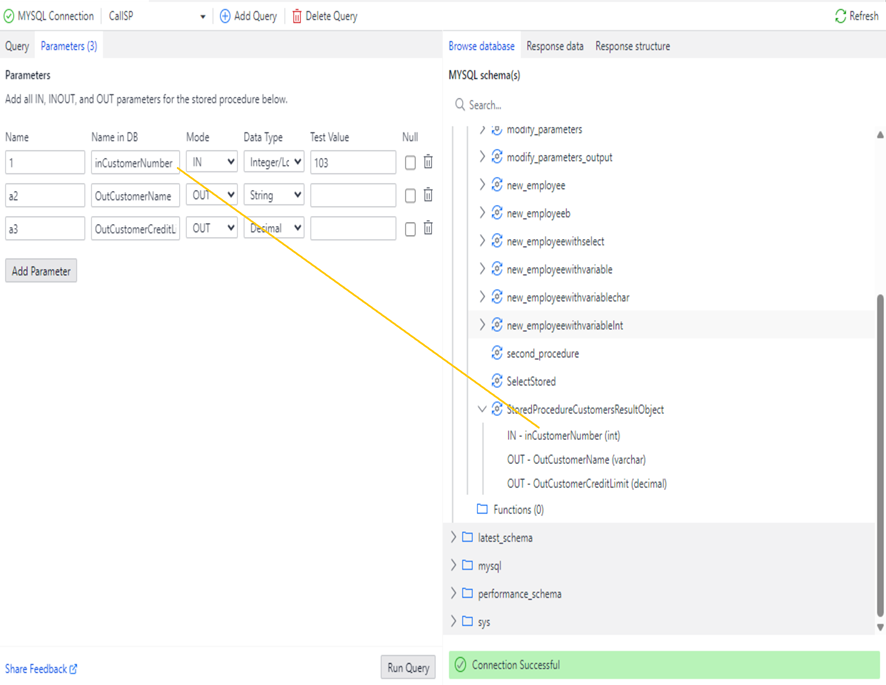 MYSQL Connection CallSP Add Query Delete Query Refresh
Query Parameters (3)
Parameters
Add all IN, INOUT, and OUT parameters for the stored procedure below.
Name Name in DB Mode Data Type Test Value Null
1 inCustomerNumber IN Integer/Lc 103
a2 OutCustomerName OUT String
a3 OutCustomerCreditL OUT Decimal
Add Parameter
Share Feedback Run Query
Browse database Response data Response structure
MYSQL schema(s)
Search...
modify_parameters
modify_parameters_output
new_employee
new_employeeb
new_employeewithselect
new_employeewithvariable
new_employeewithvariablechar
new_employeewithvariableInt
second_procedure
SelectStored
StoredProcedureCustomersResultObject
IN - inCustomerNumber (int)
OUT - OutCustomerName (varchar)
OUT - OutCustomerCreditLimit (decimal)
Functions (0)
latest_schema
mysql
performance_schema
sys
Connection Successful